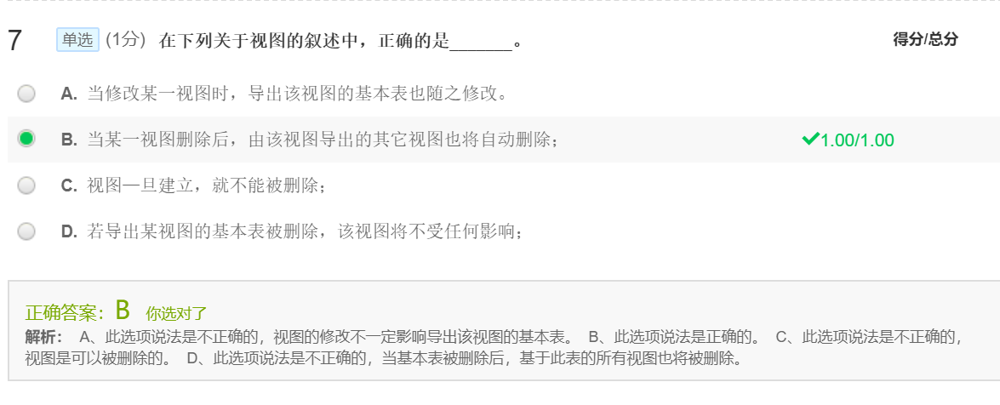 7 单选 (1分) 在下列关于视图的叙述中，正确的是_______。 得分/总分
A. 当修改某一视图时，导出该视图的基本表也随之修改。
B. 当某一视图删除后，由该视图导出的其它视图也将自动删除； 1.00/1.00
C. 视图一旦建立，就不能被删除；
D. 若导出某视图的基本表被删除，该视图将不受任何影响；
正确答案：B 你选对了
解析： A、此选项说法是不正确的，视图的修改不一定影响导出该视图的基本表。 B、此选项说法是正确的。 C、此选项说法是不正确的，
视图是可以被删除的。 D、此选项说法是不正确的，当基本表被删除后，基于此表的所有视图也将被删除。